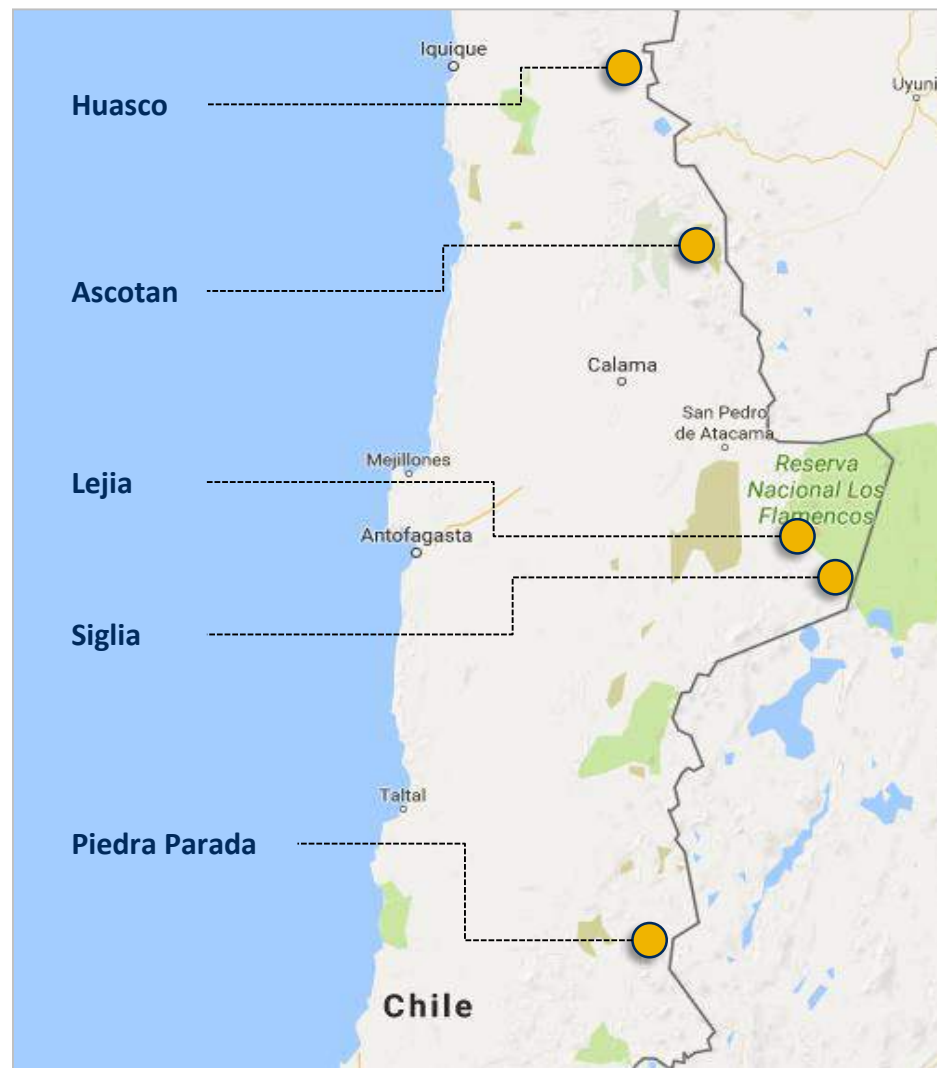 Iquique
Uyuni
Huasco
Ascotan
Calama
San Pedro
de Atacama
Mejillones
Reserva
Nacional Los
Flamencos
Lejia
Antofagasta
Siglia
Taltal
Piedra Parada
Chile